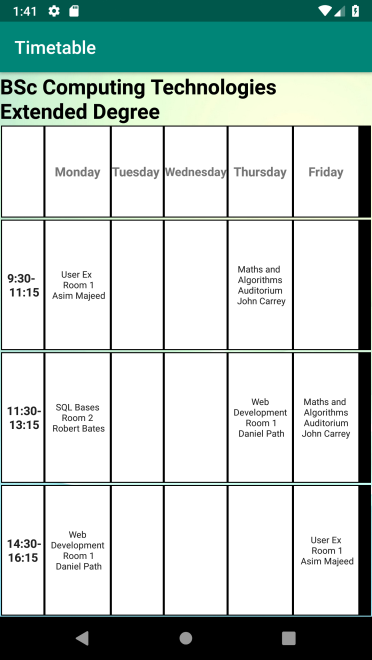 1:41
Timetable
BSc Computing Technologies
Extended Degree
Monday
Tuesday
Wednesday
Thursday
Friday
9:30-
11:15
User Ex
Room 1
Asim Majeed
Maths and
Algorithms
Auditorium
John Carrey
11:30-
13:15
SQL Bases
Room 2
Robert Bates
Web
Development
Room 1
Daniel Path
Maths and
Algorithms
Auditorium
John Carrey
14:30-
16:15
Web
Development
Room 1
Daniel Path
User Ex
Room 1
Asim Majeed